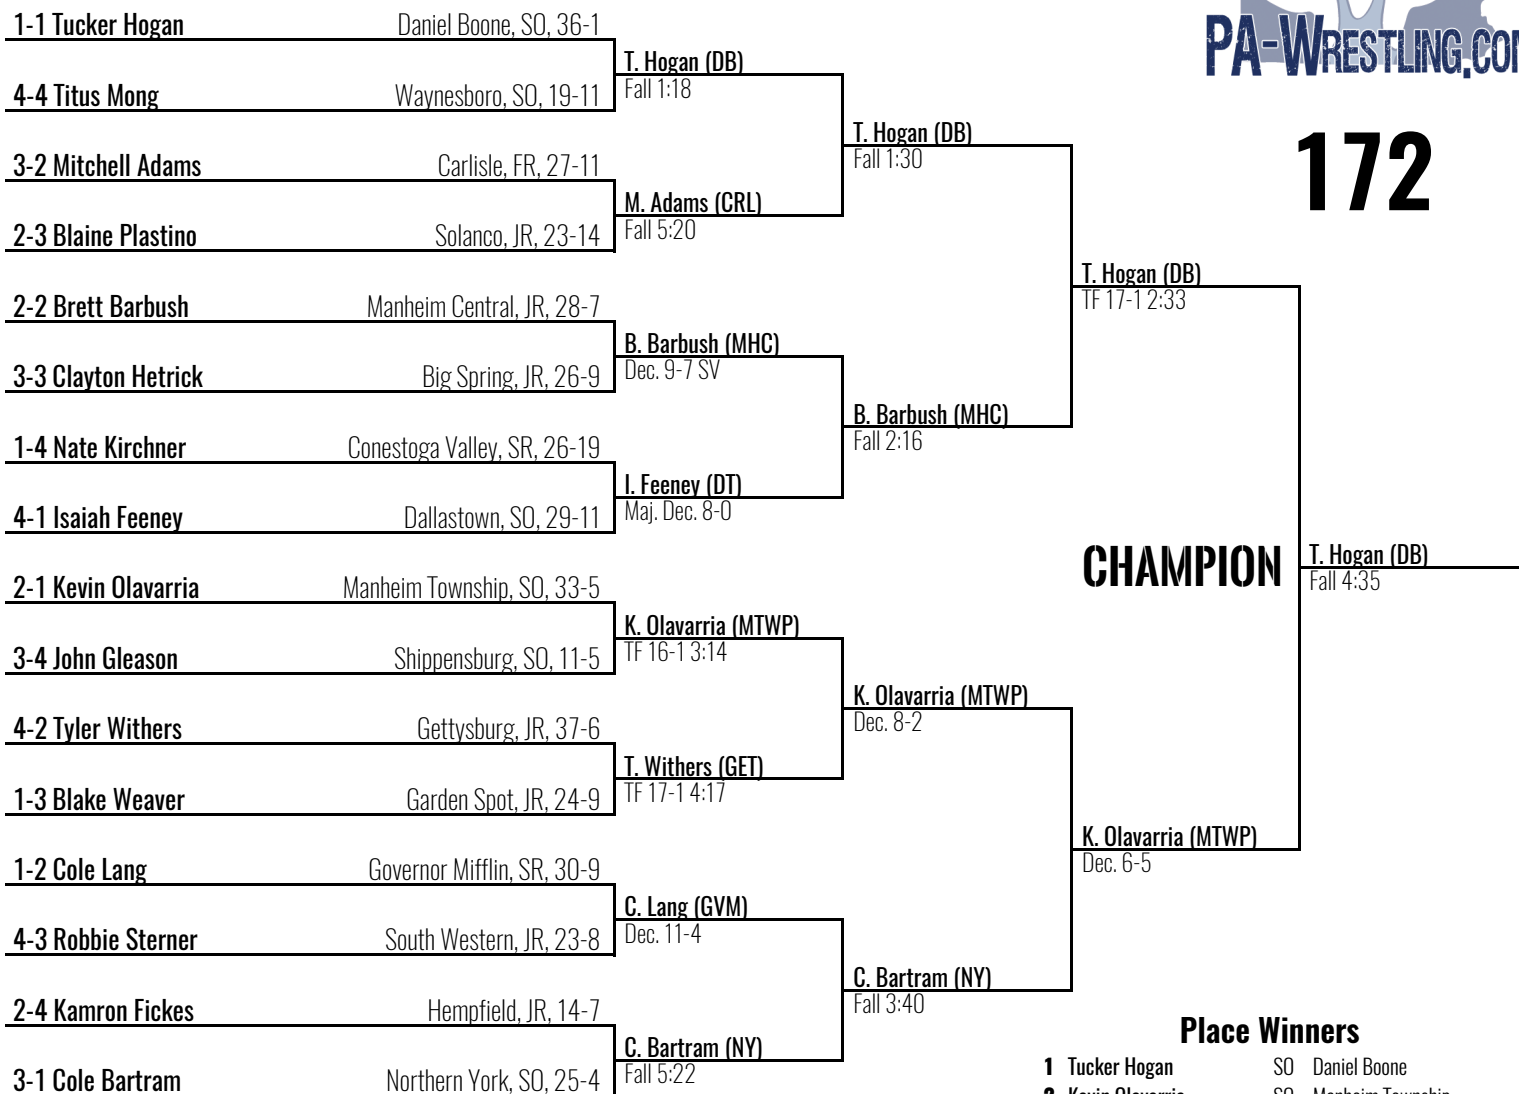 1-1 Tucker Hogan Daniel Boone, SO, 36-1
T. Hogan (DB)
4-4 Titus Mong Waynesboro, SO, 19-11 Fall 1:18
PA-WRESTLING.COM
T. Hogan (DB)
3-2 Mitchell Adams Carlisle, FR, 27-11 Fall 1:30
172
M. Adams (CRL)
2-3 Blaine Plastino Solanco, JR, 23-14 Fall 5:20
T. Hogan (DB)
2-2 Brett Barbush Manheim Central, JR, 28-7 TF 17-1 2:33
B. Barbush (MHC)
3-3 Clayton Hetrick Big Spring, JR, 26-9 Dec. 9-7 SV
B. Barbush (MHC)
1-4 Nate Kirchner Conestoga Valley, SR, 26-19 Fall 2:16
I. Feeney (DT)
4-1 Isaiah Feeney Dallastown, SO, 29-11 Maj. Dec. 8-0
CHAMPION T. Hogan (DB)
2-1 Kevin Olavarria Manheim Township, SO, 33-5 Fall 4:35
K. Olavarria (MTWP)
3-4 John Gleason Shippensburg, SO, 11-5 TF 16-1 3:14
K. Olavarria (MTWP)
4-2 Tyler Withers Gettysburg, JR, 37-6 Dec. 8-2
T. Withers (GET)
1-3 Blake Weaver Garden Spot, JR, 24-9 TF 17-1 4:17
K. Olavarria (MTWP)
1-2 Cole Lang Governor Mifflin, SR, 30-9 Dec. 6-5
C. Lang (GVM)
4-3 Robbie Sterner South Western, JR, 23-8 Dec. 11-4
C. Bartram (NY)
2-4 Kamron Fickes Hempfield, JR, 14-7 Fall 3:40
Place Winners
C. Bartram (NY)
1 Tucker Hogan SO Daniel Boone
3-1 Cole Bartram Northern York, SO, 25-4 Fall 5:22
2 Kevin Olavarria SO Manheim Township